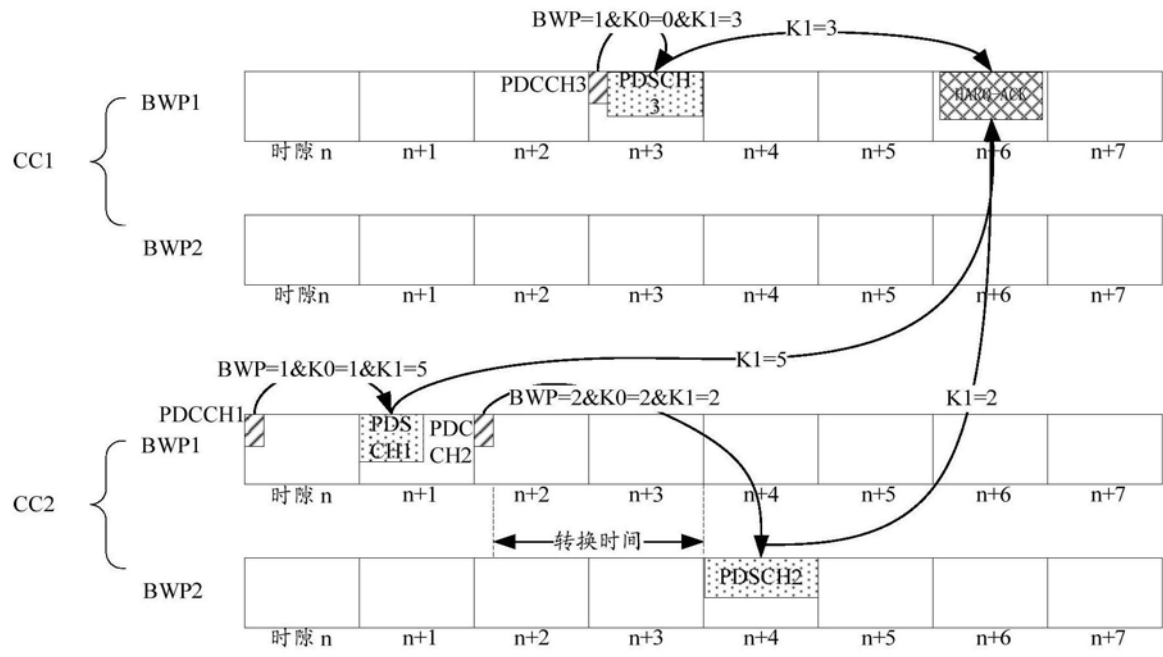 BWP=1&K0=0&K1=3
K1=3
PDCCH3
PDSCH
3
HARQ-ACK
BWP1
时隙 n
n+1
n+2
n+3
n+4
n+5
n+6
n+7
CC1
BWP2
时隙n
n+1
n+2
n+3
n+4
n+5
n+6
n+7
K1=5
BWP=1&K0=1&K1=5
BWP=2&K0=2&K1=2
K1=2
PDCCH1
BWP1
PDS
CH1
PDC
CH2
时隙 n
n+1
n+2
n+3
n+4
n+5
n+6
n+7
CC2
转换时间
BWP2
PDSCH2
时隙 n
n+1
n+2
n+3
n+4
n+5
n+6
n+7